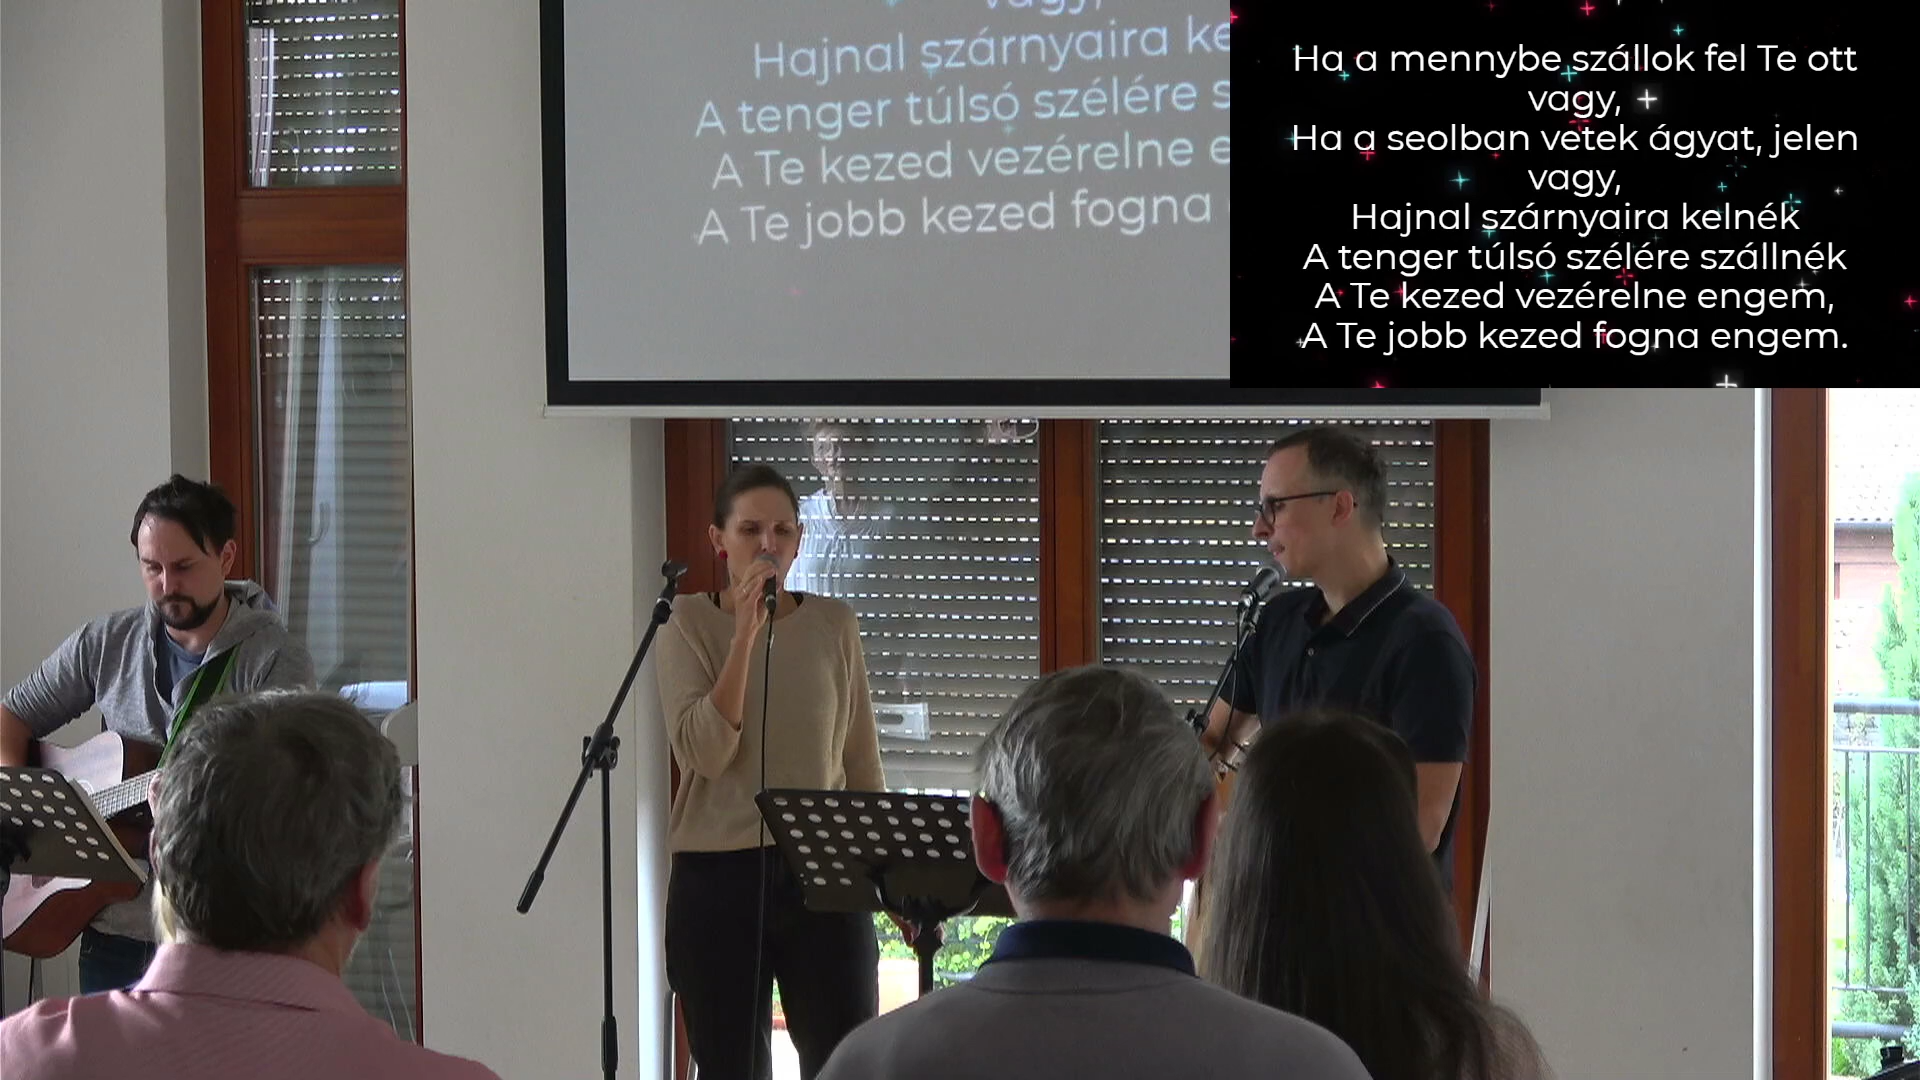 vagy,
Hajnal szárnyaira ke
A tenger túlsó szélére s
A Te kezed vezérelne e
A Te jobb kezed fogna
Ha a mennybe szállok fel Te ott
vagy,
Ha a seolban vetek ágyat, jelen
vagy,
Hajnal szárnyaira kelnék
A tenger túlsó szélére szállnék
A Te kezed vezérelne engem,
A Te jobb kezed fogna engem.